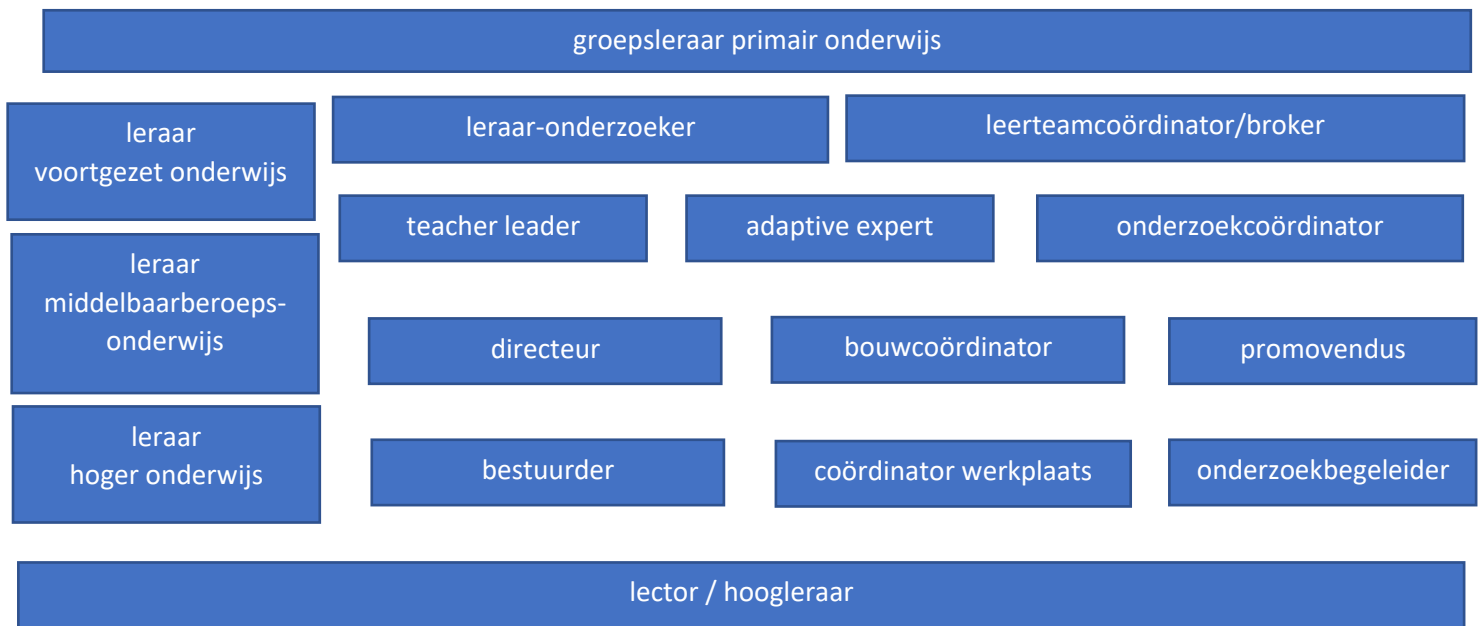 groepsleraar primair onderwijs
leraar
voortgezet onderwijs
leraar-onderzoeker
leerteamcoördinator/broker
teacher leader
adaptive expert
onderzoekcoördinator
leraar
middelbaarberoeps-
onderwijs
directeur
bouwcoördinator
promovendus
leraar
hoger onderwijs
bestuurder
coördinator werkplaats
onderzoekbegeleider
lector / hoogleraar